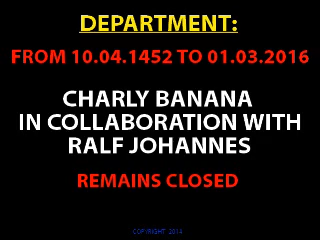 DEPARTMENT:
FROM 10.04.1452 TO 01.03.2016
CHARLY BANANA
IN COLLABORATION WITH
RALF JOHANNES
REMAINS CLOSED
COPYRIGHT 2014